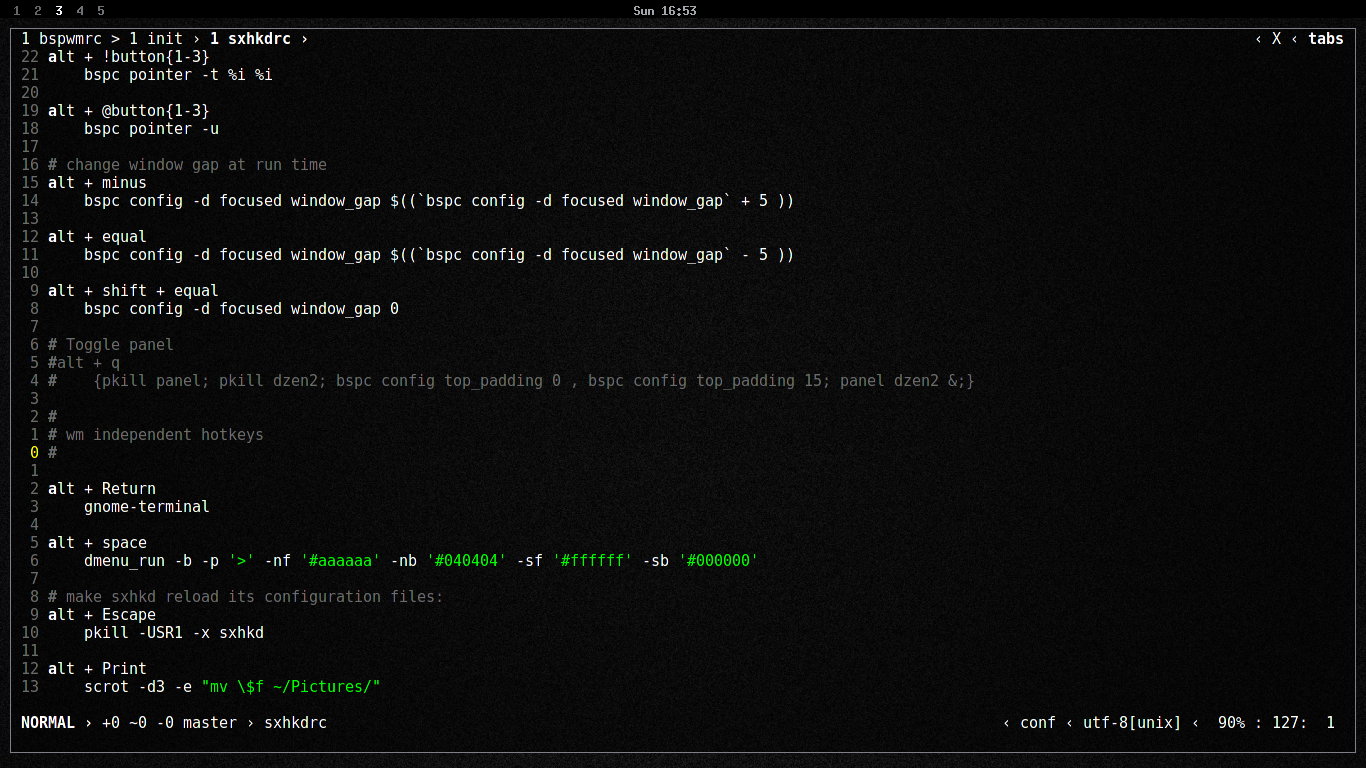 1 2 3 4 5 Sun 16:53
1 bspwmrc > 1 init › 1 sxhkdrc › ‹ X ‹ tabs
22 alt + !button{1-3}
21     bspc pointer -t %i %i
20
19 alt + @button{1-3}
18     bspc pointer -u
17
16 # change window gap at run time
15 alt + minus
14     bspc config -d focused window_gap $((`bspc config -d focused window_gap` + 5 ))
13
12 alt + equal
11     bspc config -d focused window_gap $((`bspc config -d focused window_gap` - 5 ))
10
9 alt + shift + equal
8     bspc config -d focused window_gap 0
7
6 # Toggle panel
5 #alt + q
4 #    {pkill panel; pkill dzen2; bspc config top_padding 0 , bspc config top_padding 15; panel dzen2 &;}
3
2 #
1 # wm independent hotkeys
0 #
1
2 alt + Return
3     gnome-terminal
4
5 alt + space
6     dmenu_run -b -p '>' -nf '#aaaaaa' -nb '#040404' -sf '#ffffff' -sb '#000000'
7
8 # make sxhkd reload its configuration files:
9 alt + Escape
10     pkill -USR1 -x sxhkd
11
12 alt + Print
13     scrot -d3 -e "mv \$f ~/Pictures/"
NORMAL › +0 ~0 -0 master › sxhkdrc ‹ conf ‹ utf-8[unix] ‹ 90% : 127: 1